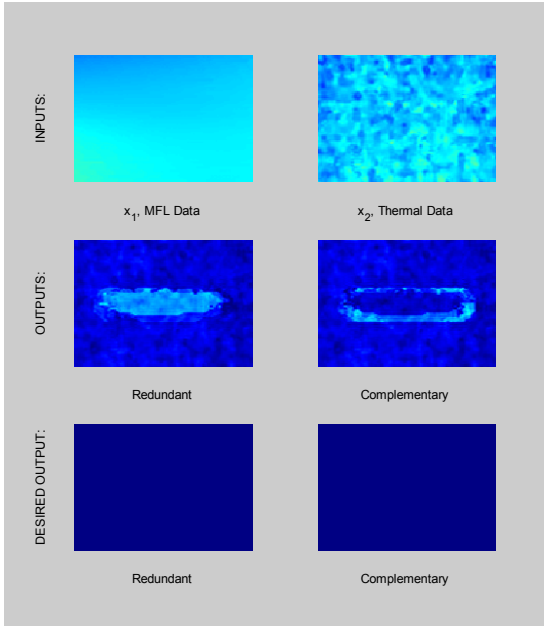 INPUTS:
x1, MFL Data
x2, Thermal Data
OUTPUTS:
Redundant
Complementary
DESIRED OUTPUT:
Redundant
Complementary